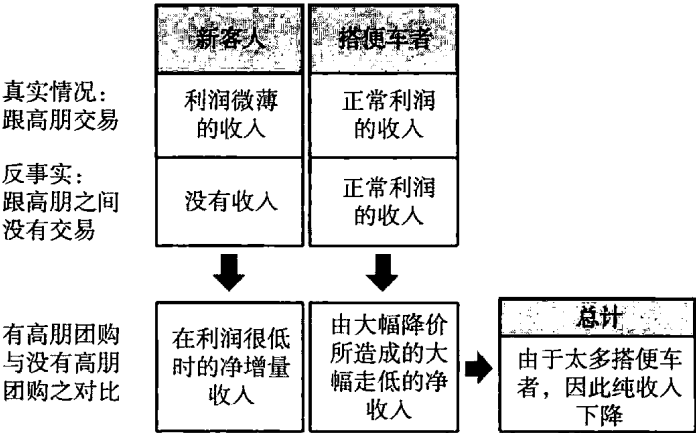 新客人
搭便车者
真实情况：
跟高朋交易
利润微薄
的收入
正常利润
的收入
反事实：
跟高朋之间
没有交易
没有收入
正常利润
的收入
有高朋团购
与没有高朋
团购之对比
在利润很低
时的净增量
收入
由大幅降价
所造成的大
幅走低的净
收入
总计
由于太多搭便车
者，因此纯收入
下降